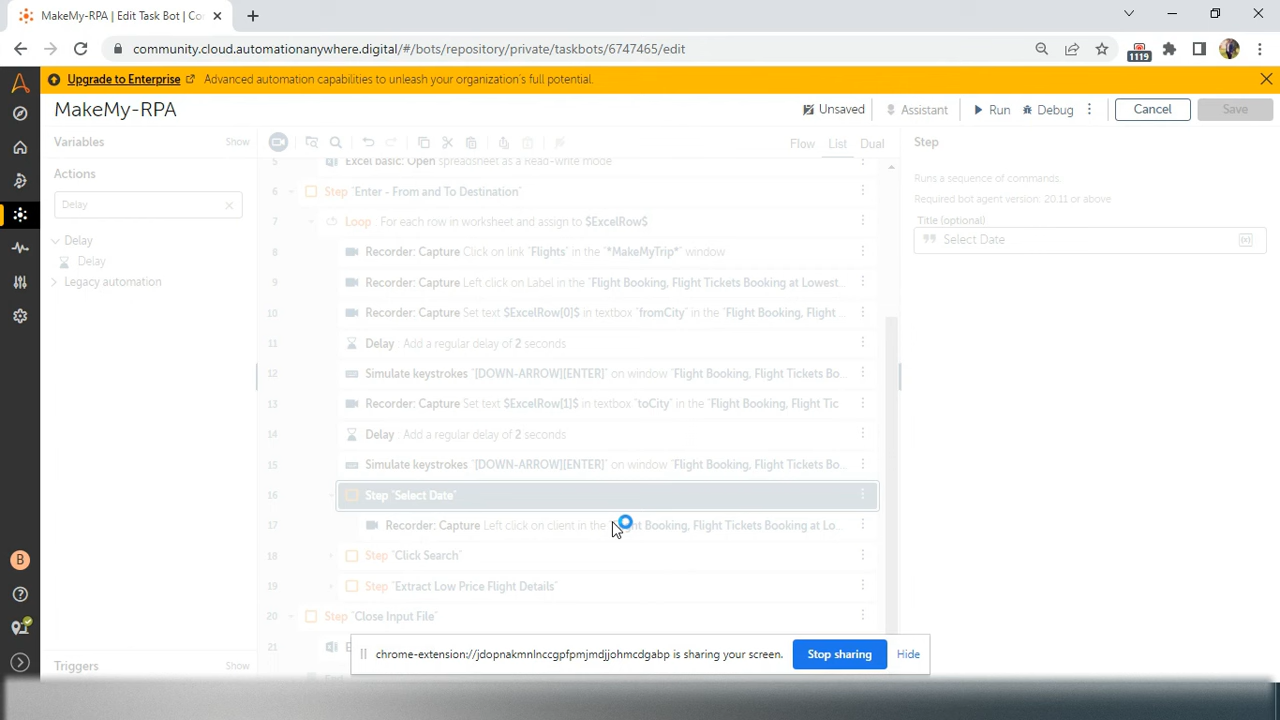 MakeMy-RPA | Edit Task Bot | Co
community.cloud.automationanywhere.digital/#/bots/repository/private/taskbots/6747465/edit
1119
Upgrade to Enterprise Advanced automation capabilities to unleash your organization's full potential.
MakeMy-RPA
Unsaved
Assistant
Run
Debug
Cancel
Save
Variables
Show
Flow
List
Dual
Step
Actions
Delay
Delay
Delay
Legacy automation
Triggers
5 Excel basic: Open spreadsheet as a Read-write mode
6 Step "Enter - From and To Destination"
7 Loop For each row in worksheet and assign to $ExcelRow$
8 Recorder: Capture Click on link "Flights" in the "*MakeMyTrip*" window
9 Recorder: Capture Left click on Label in the "Flight Booking, Flight Tickets Booking at Lowest...
10 Recorder: Capture Set text $ExcelRow[0]$ in textbox "fromCity" in the "Flight Booking, Flight ...
11 Delay Add a regular delay of 2 seconds
12 Simulate keystrokes "[DOWN-ARROW][ENTER]" on window "Flight Booking, Flight Tickets Bo...
13 Recorder: Capture Set text $ExcelRow[1]$ in textbox "toCity" in the "Flight Booking, Flight Tic
14 Delay Add a regular delay of 2 seconds
15 Simulate keystrokes "[DOWN-ARROW][ENTER]" on window "Flight Booking, Flight Tickets Bo...
16 Step "Select Date"
17 Recorder: Capture Left click on client in the Booking, Flight Tickets Booking at Lo...
18 Step "Click Search"
19 Step "Extract Low Price Flight Details"
20 Step "Close Input File"
21
Runs a sequence of commands.
Required bot agent version: 20.11 or above
Title (optional)
Select Date
(x)
B
chrome-extension://jdopnakmnlnccgpfpmjmdjjohmcdgabp is sharing your screen.
Stop sharing
Hide